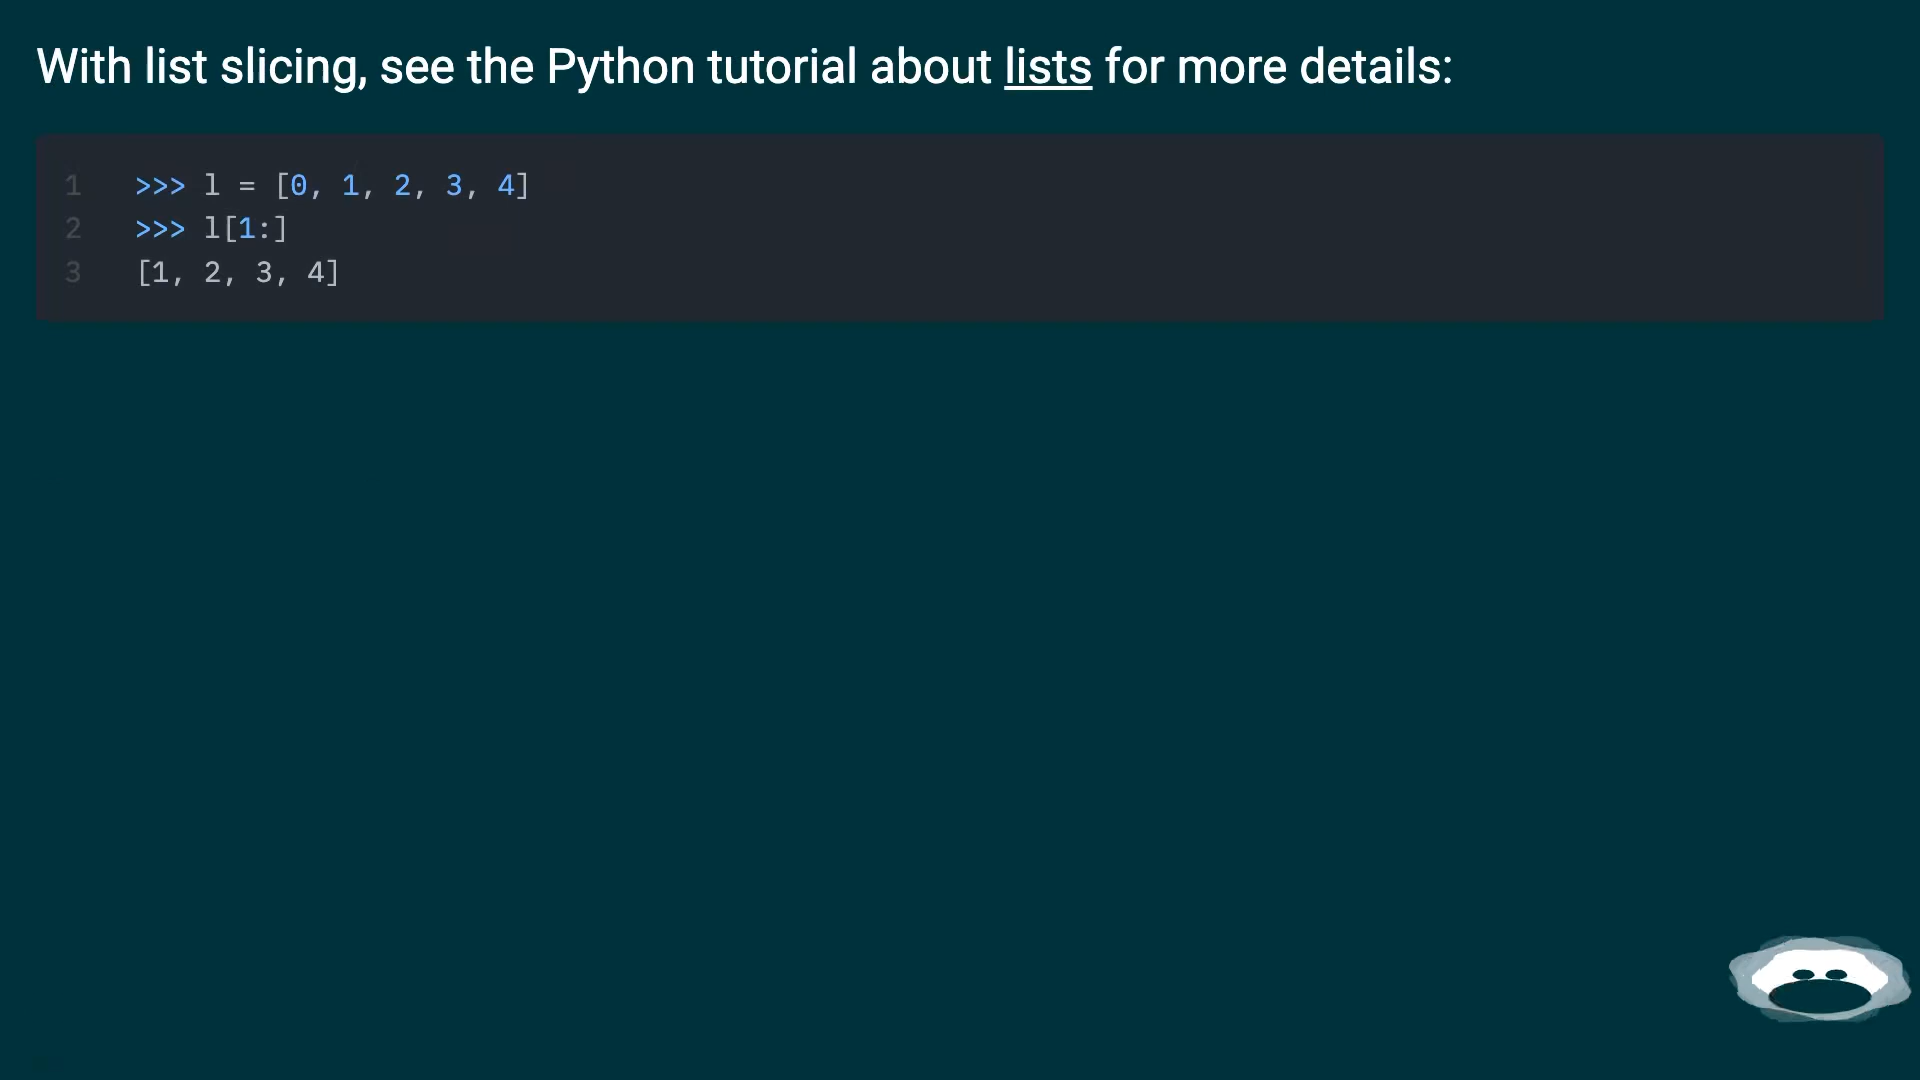 With list slicing, see the Python tutorial about lists for more details:
1 >>> l = [0, 1, 2, 3, 4]
2 >>> l[1:]
3 [1, 2, 3, 4]